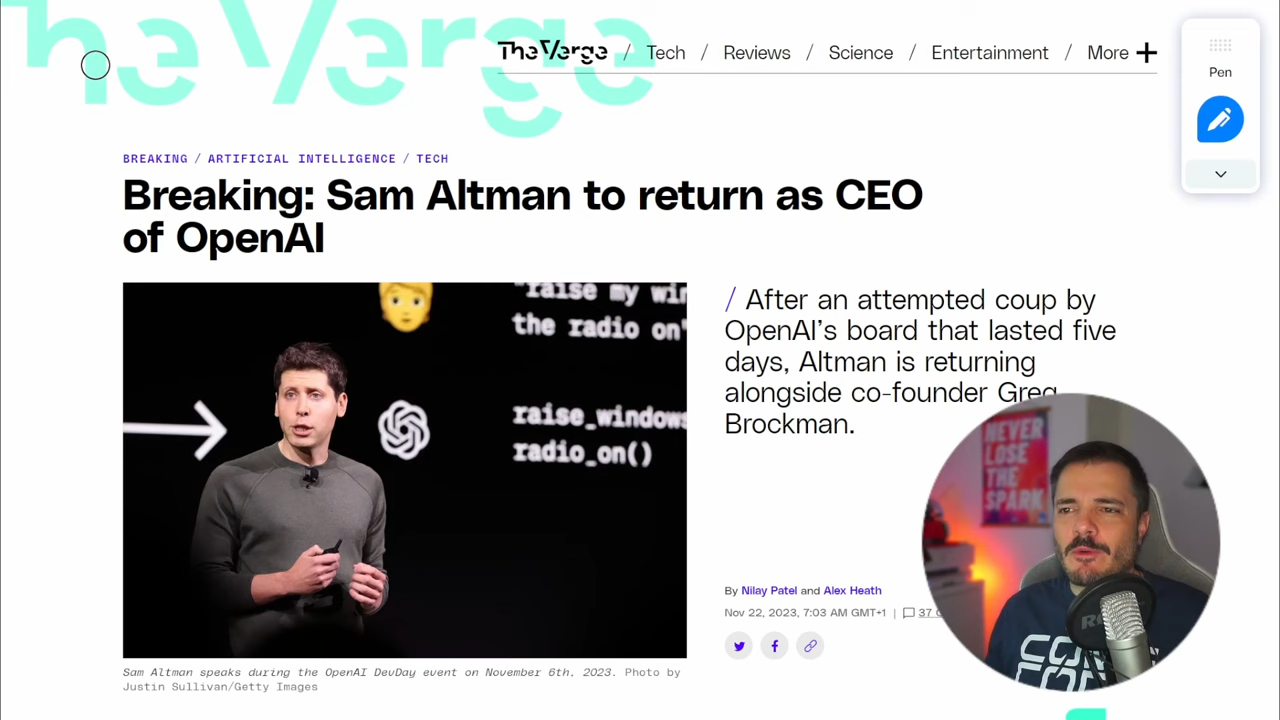 The Verge
The Verge / Tech / Reviews / Science / Entertainment / More +
Pen
BREAKING / ARTIFICIAL INTELLIGENCE / TECH
Breaking: Sam Altman to return as CEO
of OpenAI
"raise my win
the radio on"
raise_windows
radio_on()
/ After an attempted coup by
OpenAI’s board that lasted five
days, Altman is returning
alongside co-founder Greg
Brockman.
NEVER
LOSE
THE
SPARK
By Nilay Patel and Alex Heath
Nov 22, 2023, 7:03 AM GMT+1 | 37
Sam Altman speaks during the OpenAI DevDay event on November 6th, 2023. Photo by
Justin Sullivan/Getty Images